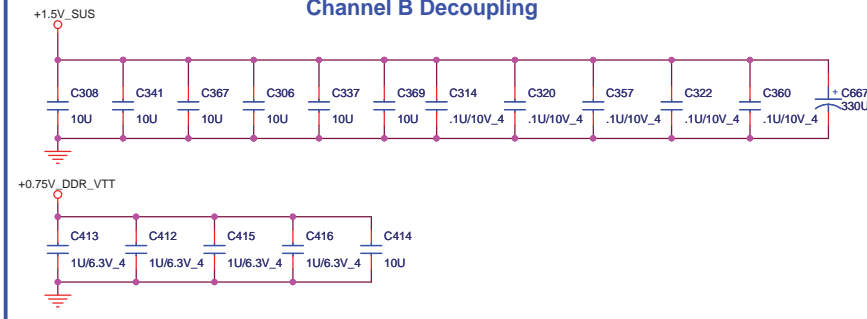 Channel B Decoupling
+1.5V_SUS
C308 C341 C367 C306 C337 C369 C314 C320 C357 C322 C360 + C667
10U 10U 10U 10U 10U 10U .1U/10V_4 .1U/10V_4 .1U/10V_4 .1U/10V_4 .1U/10V_4 330U
+0.75V_DDR_VTT
C413 C412 C415 C416 C414
1U/6.3V_4 1U/6.3V_4 1U/6.3V_4 1U/6.3V_4 10U